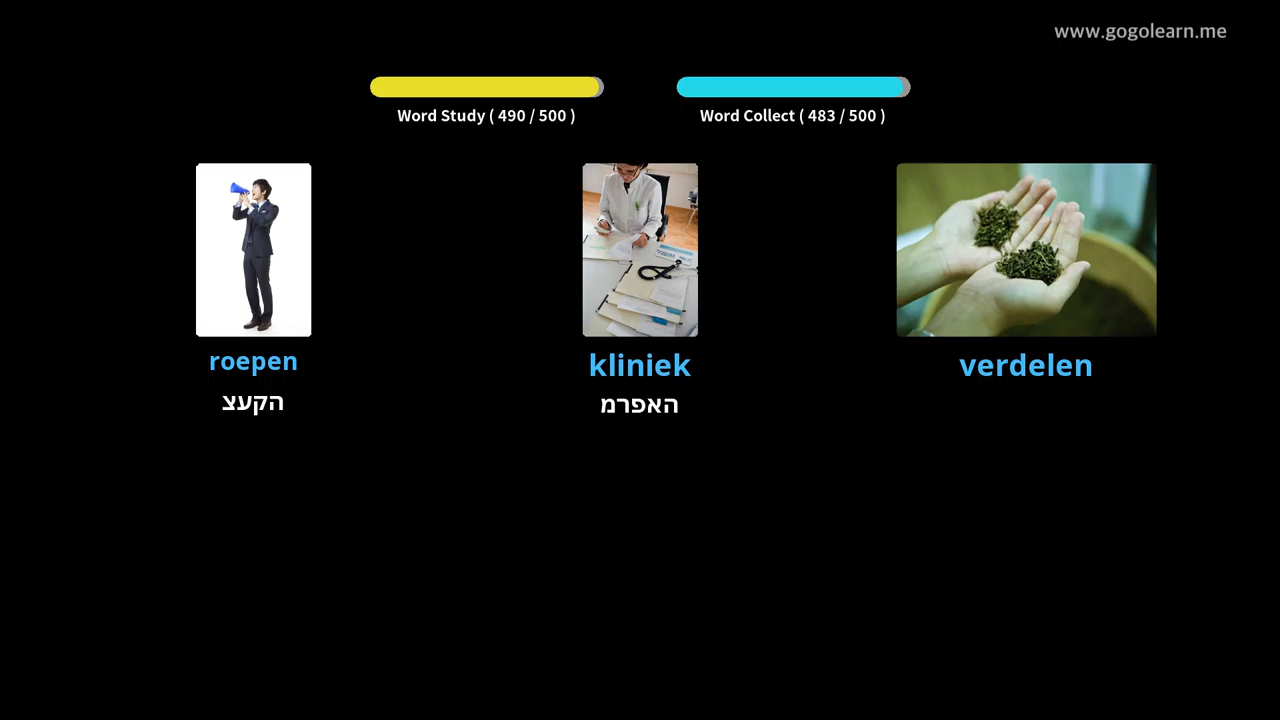 www.gogolearn.me
Word Study ( 490 / 500 )
Word Collect ( 483 / 500 )
roepen
kliniek
verdelen
הקעצ
האפרמ